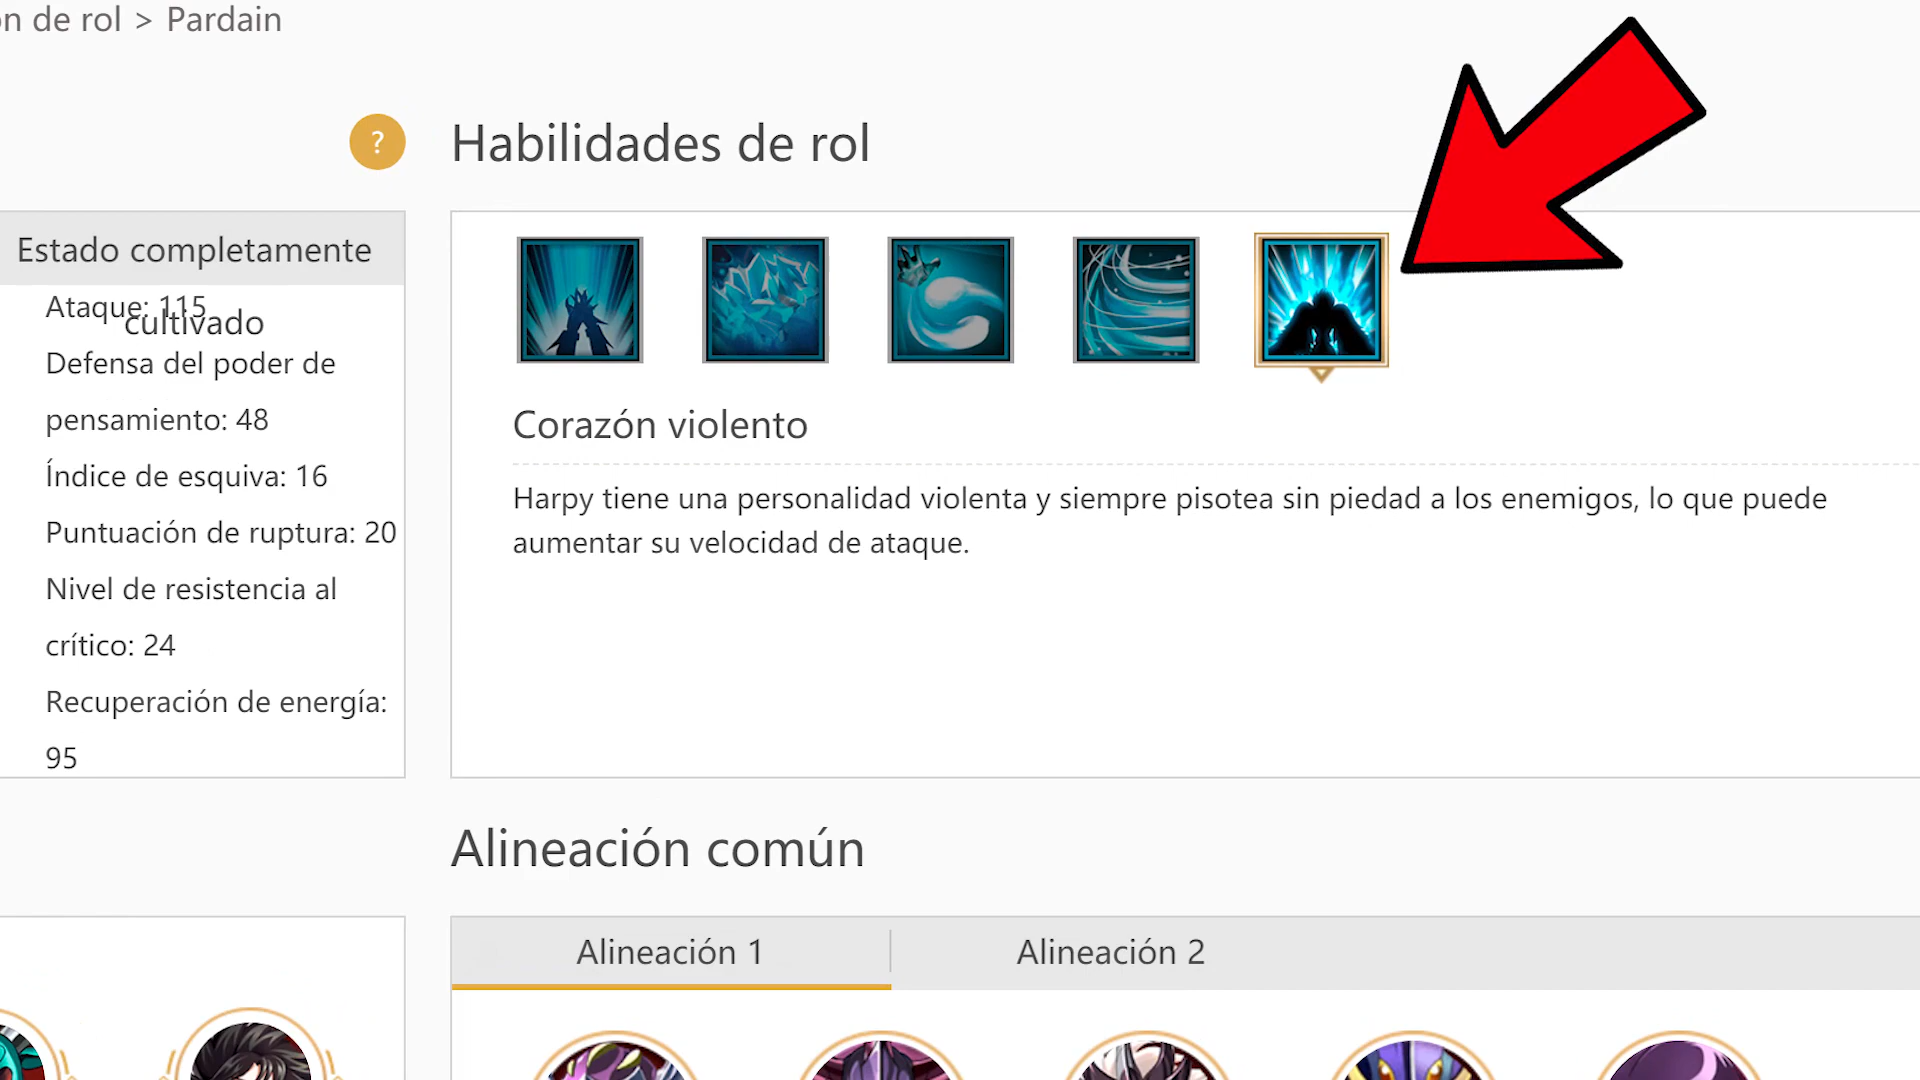 n de rol > Pardain
?
Habilidades de rol
Estado completamente
cultivado
Ataque: 115
Defensa del poder de
pensamiento: 48
Índice de esquiva: 16
Puntuación de ruptura: 20
Nivel de resistencia al
crítico: 24
Recuperación de energía:
95
Corazón violento
Harpy tiene una personalidad violenta y siempre pisotea sin piedad a los enemigos, lo que puede
aumentar su velocidad de ataque.
Alineación común
Alineación 1
Alineación 2